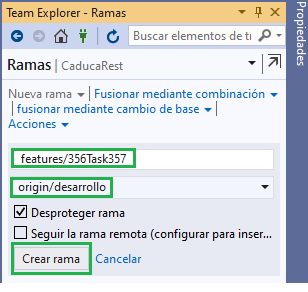 Team Explorer - Ramas
Buscar elementos de tr
Ramas | CaducaRest
Nueva rama | Fusionar mediante combinación
| fusionar mediante cambio de base |
Acciones
features/356Task357
origin/desarrollo
Desproteger rama
Seguir la rama remota (configurar para inser...
Crear rama Cancelar
Propiedades